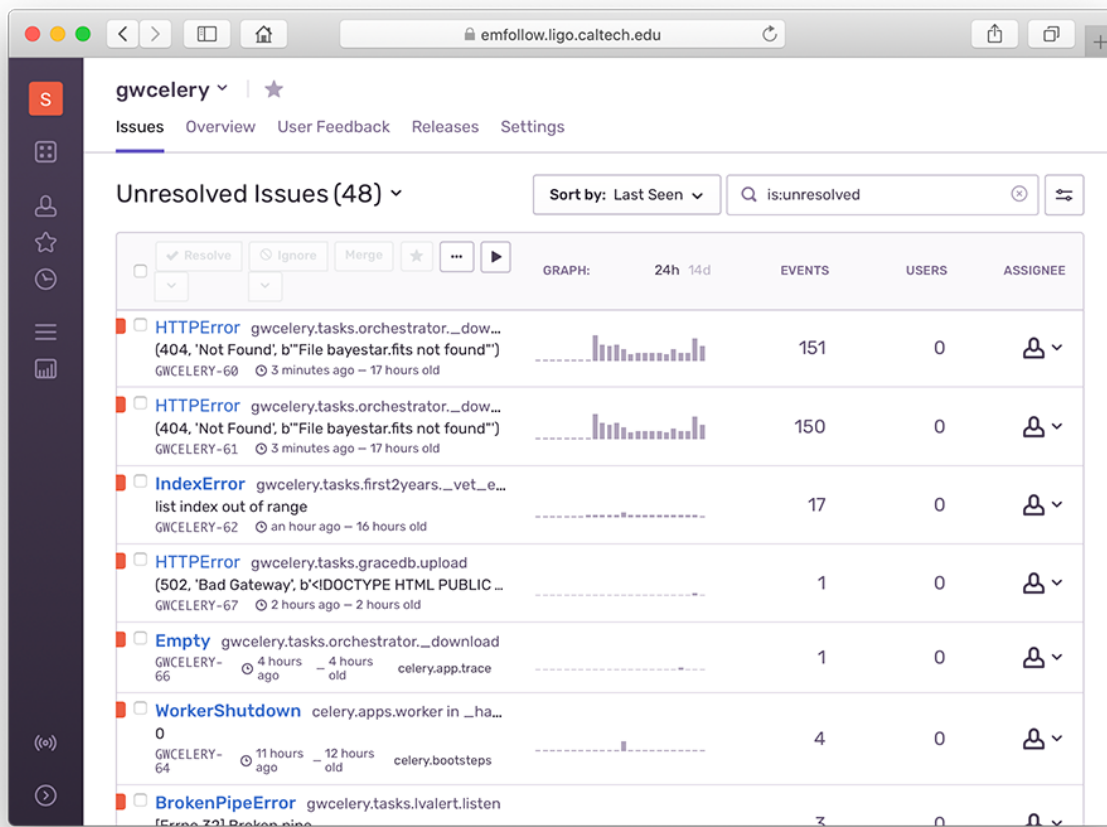 emfollow.ligo.caltech.edu
S
gwcelery
Issues Overview User Feedback Releases Settings
Unresolved Issues (48)
Sort by: Last Seen
is:unresolved
Resolve Ignore Merge
GRAPH: 24h 14d EVENTS USERS ASSIGNEE
HTTPError gwcelery.tasks.orchestrator._dow...
(404, 'Not Found', b'"File bayestar.fits not found"')
GWCELERY-60 3 minutes ago — 17 hours old
151 0
HTTPError gwcelery.tasks.orchestrator._dow...
(404, 'Not Found', b'"File bayestar.fits not found"')
GWCELERY-61 3 minutes ago — 17 hours old
150 0
IndexError gwcelery.tasks.first2years._vet_e...
list index out of range
GWCELERY-62 an hour ago — 16 hours old
17 0
HTTPError gwcelery.tasks.gracedb.upload
(502, 'Bad Gateway', b'<!DOCTYPE HTML PUBLIC ...
GWCELERY-67 2 hours ago — 2 hours old
1 0
Empty gwcelery.tasks.orchestrator._download
GWCELERY-66 4 hours ago — 4 hours old celery.app.trace
1 0
WorkerShutdown celery.apps.worker in _ha...
0
GWCELERY-64 11 hours ago — 12 hours old celery.bootsteps
4 0
BrokenPipeError gwcelery.tasks.lvalert.listen
[Errno 32] Broken pipe
3 0